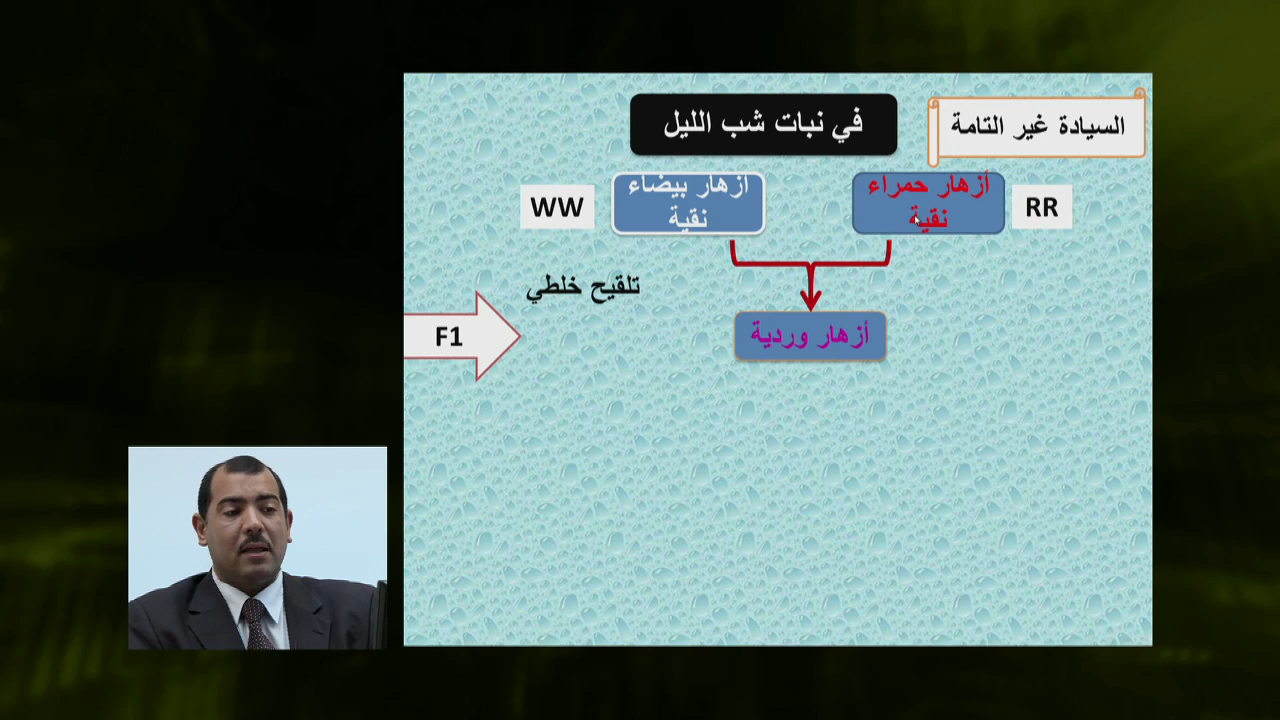 السيادة غير التامة
في نبات شب الليل
RR
أزهار حمراء
نقية
ازهار بيضاء
نقية
WW
تلقيح خلطي
F1
أزهار وردية